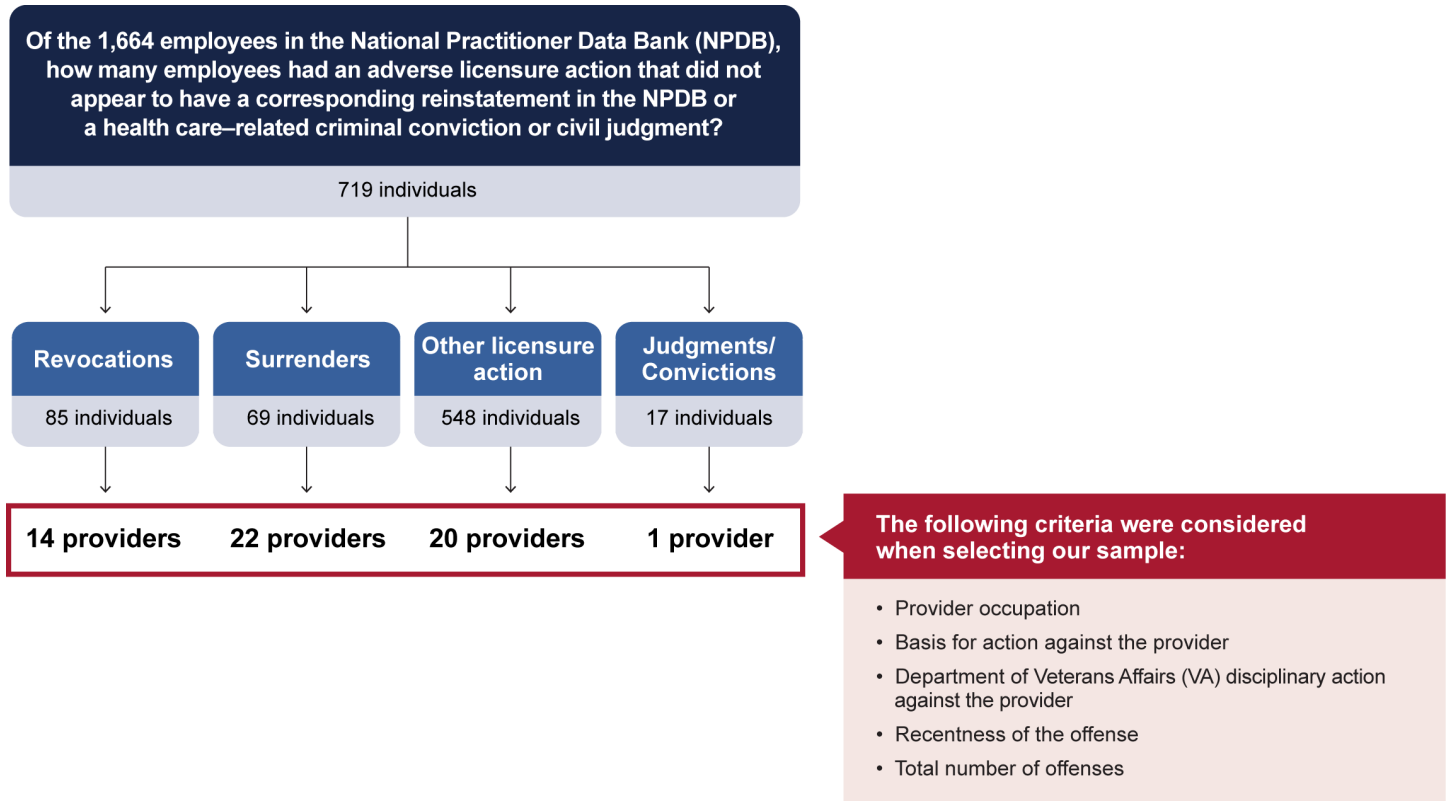 Of the 1,664 employees in the National Practitioner Data Bank (NPDB),
how many employees had an adverse licensure action that did not
appear to have a corresponding reinstatement in the NPDB or
a health care–related criminal conviction or civil judgment?
719 individuals
Revocations
85 individuals
Surrenders
69 individuals
Other licensure
action
548 individuals
Judgments/
Convictions
17 individuals
14 providers
22 providers
20 providers
1 provider
The following criteria were considered
when selecting our sample:
• Provider occupation
• Basis for action against the provider
• Department of Veterans Affairs (VA) disciplinary action
against the provider
• Recentness of the offense
• Total number of offenses